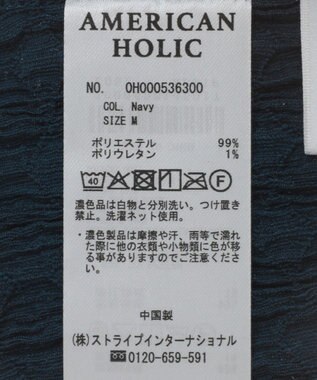 AMERICAN
HOLIC
NO. 0H000536300
COL. Navy
SIZE M
ポリエステル 99%
ポリウレタン 1%
40 F
濃色品は白物と分別洗い。つけ置き
禁止。洗濯ネット使用。
・濃色製品は摩擦や汗、雨等で濡れ
た際に他の衣類や小物類に色が移
る事がありますのでご注意くださ
い。
中国製
(株)ストライプインターナショナル
0120-659-591